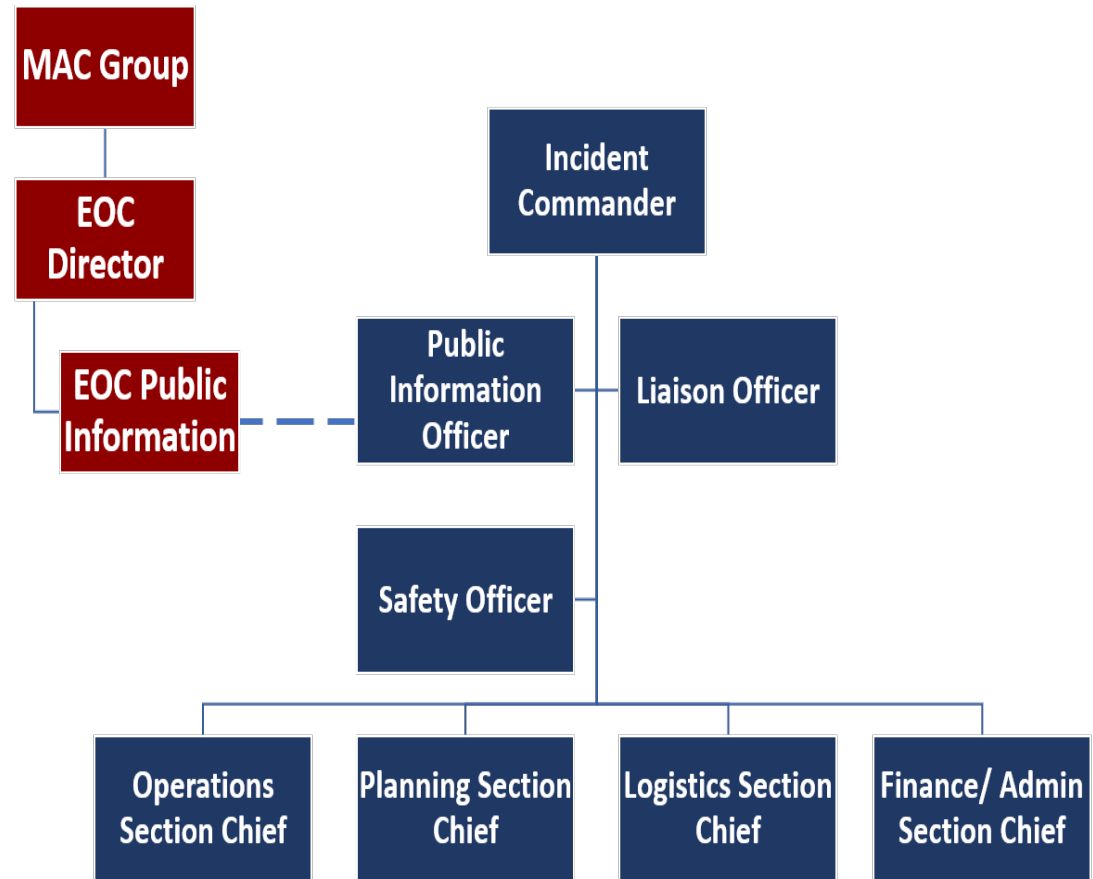 MAC Group
EOC
Director
EOC Public
Information
Incident
Commander
Public
Information
Officer
Liaison Officer
Safety Officer
Operations
Section Chief
Planning Section
Chief
Logistics Section
Chief
Finance/ Admin
Section Chief